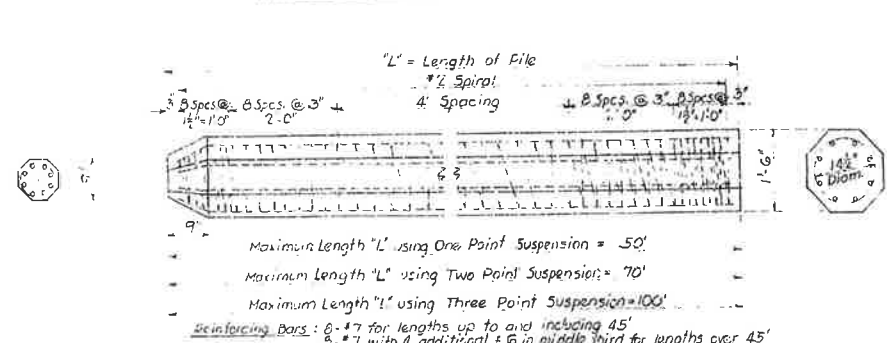 "L" = Length of Pile
#2 Spiral
3" 8 Spcs @ 8 Spcs. @ 3" 4" Spacing 8 Spcs. @ 3" 8 Spcs @ 3"
1½"=1'0" 2'-0" 1½"=1'0"
14½"
Diam.
1'-6"
9"
Maximum Length "L" using One Point Suspension = 50'
Maximum Length "L" using Two Point Suspension = 70'
Maximum Length "L" using Three Point Suspension = 100'
Reinforcing Bars : 8-#7 for lengths up to and including 45'
8-#7 with 4 additional #6 in middle third for lengths over 45'